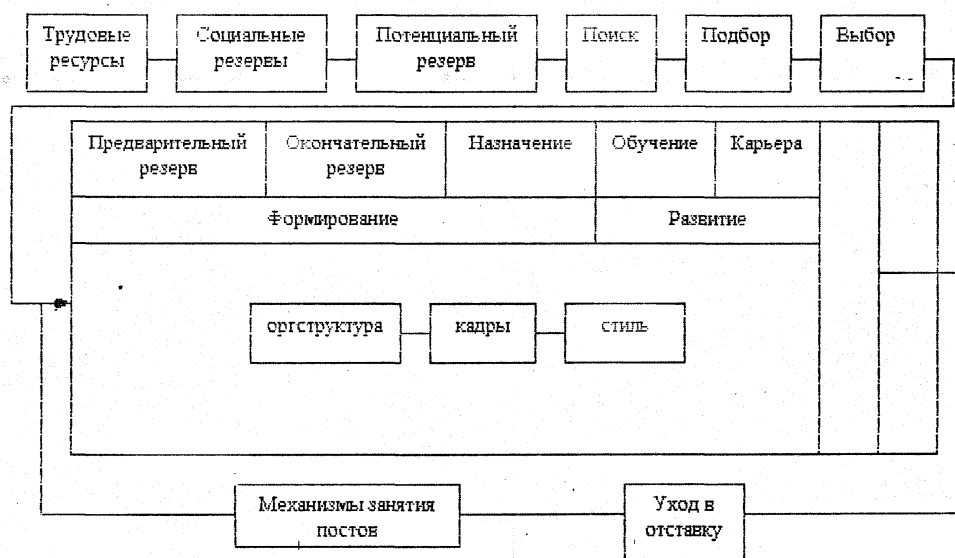 Трудовые
ресурсы
Социальные
резервы
Потенциальный
резерв
Поиск
Подбор
Выбор
Предварительный
резерв
Окончательный
резерв
Назначение
Обучение
Карьера
Формирование
Развитие
оргструктура
кадры
стиль
Механизмы занятия
постов
Уход в
отставку